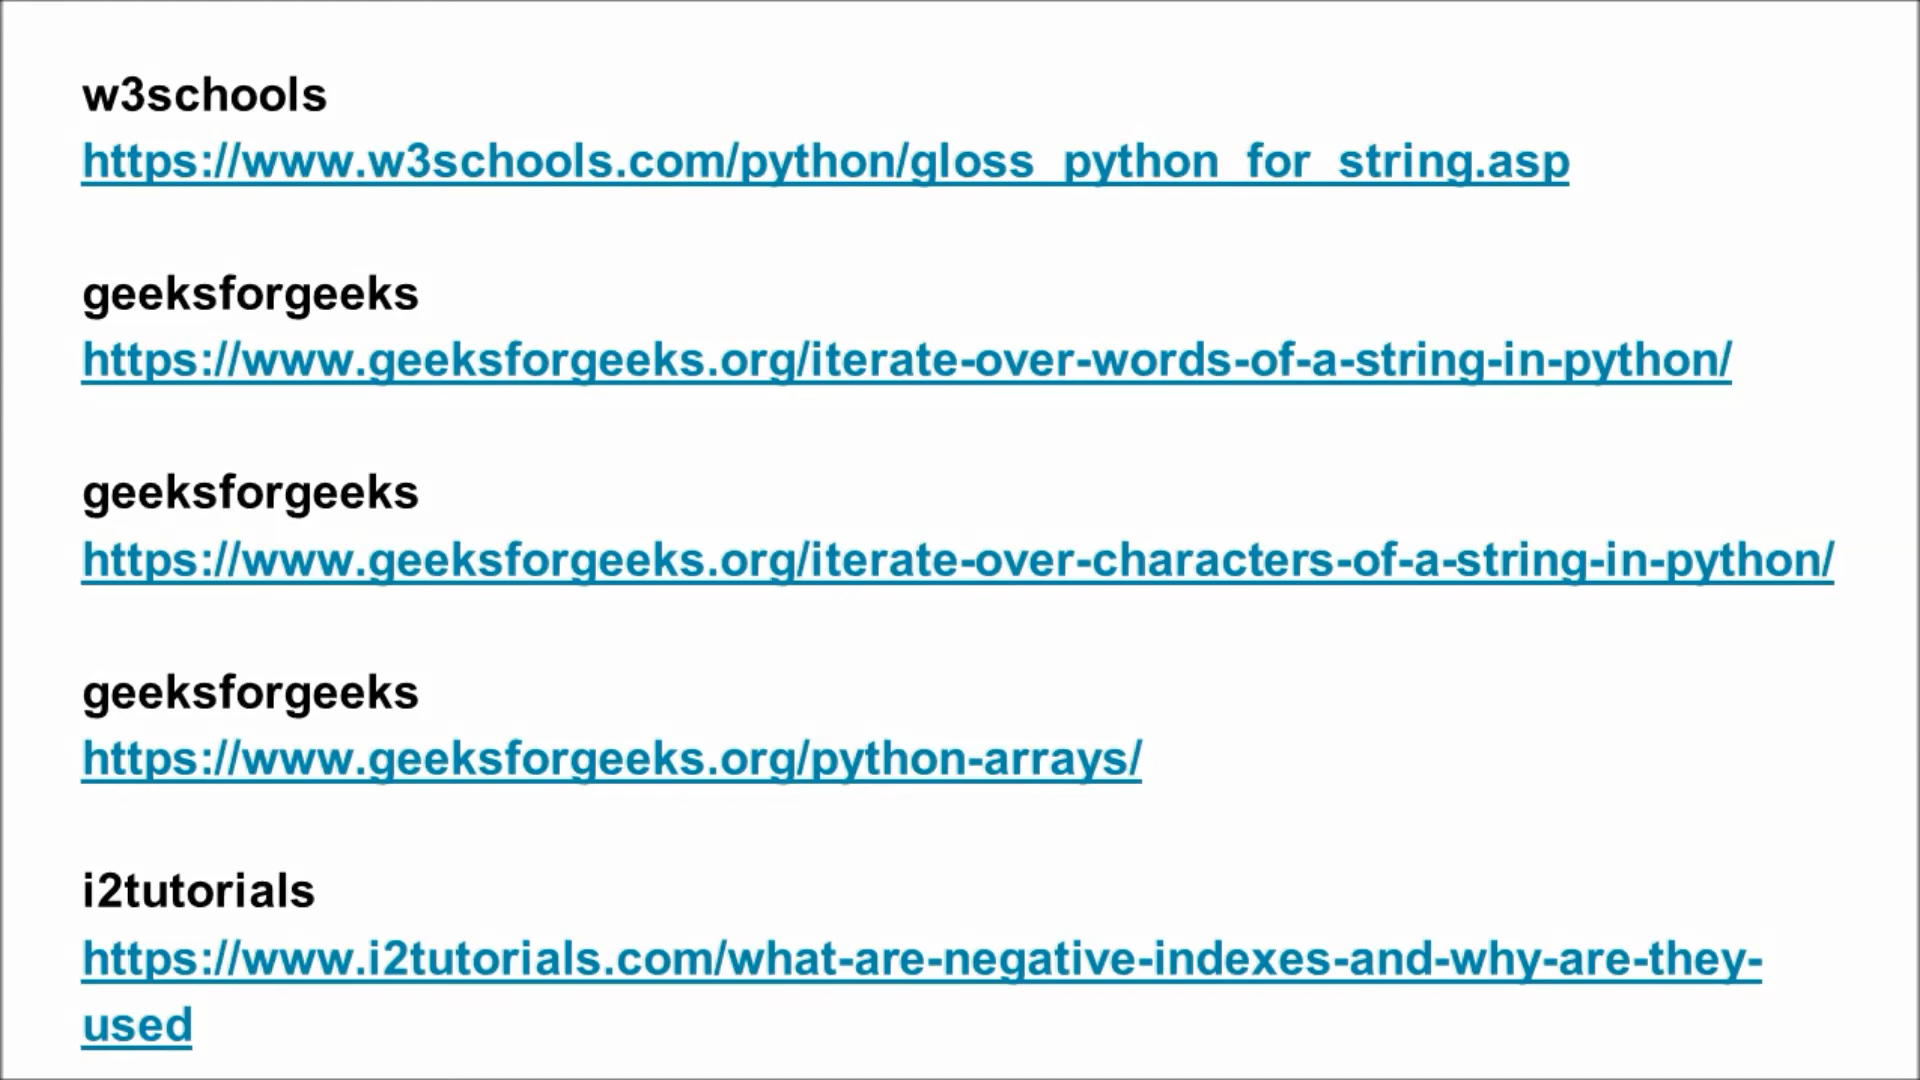 w3schools
https://www.w3schools.com/python/gloss_python_for_string.asp
geeksforgeeks
https://www.geeksforgeeks.org/iterate-over-words-of-a-string-in-python/
geeksforgeeks
https://www.geeksforgeeks.org/iterate-over-characters-of-a-string-in-python/
geeksforgeeks
https://www.geeksforgeeks.org/python-arrays/
i2tutorials
https://www.i2tutorials.com/what-are-negative-indexes-and-why-are-they-
used